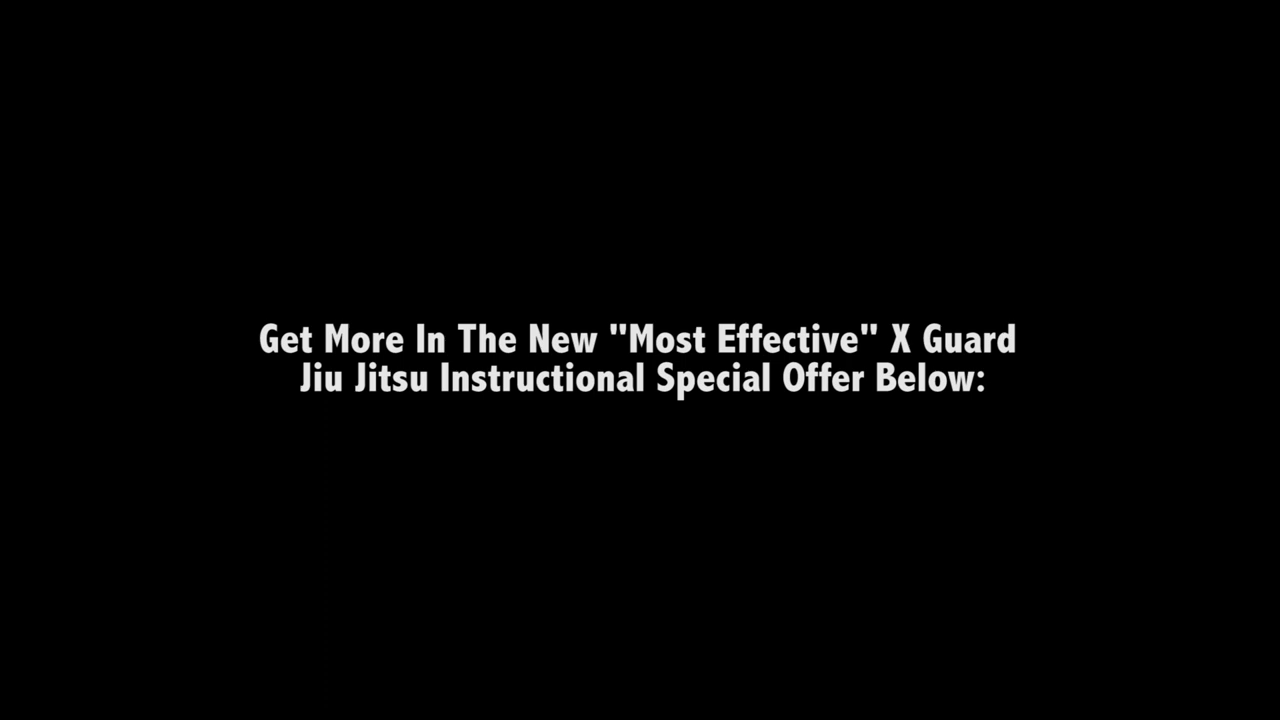 Get More In The New "Most Effective" X Guard
Jiu Jitsu Instructional Special Offer Below: